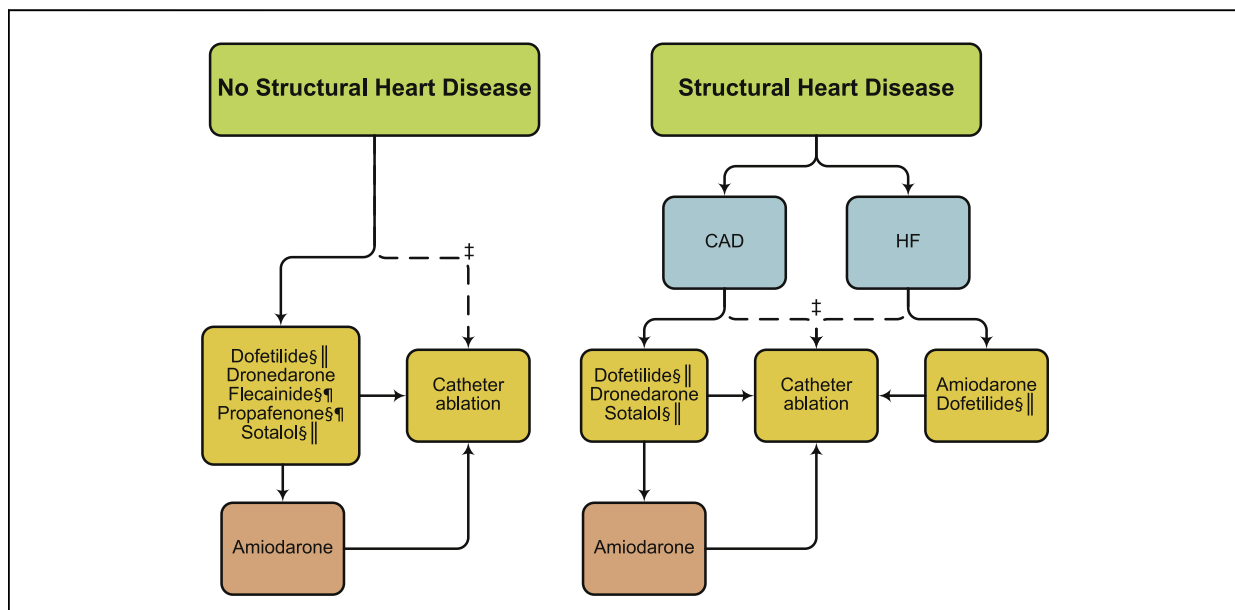 No Structural Heart Disease
Structural Heart Disease
CAD
HF
‡
‡
Dofetilide§‖
Dronedarone
Flecainide§¶
Propafenone§¶
Sotalol§‖
Catheter
ablation
Dofetilide§‖
Dronedarone
Sotalol§‖
Catheter
ablation
Amiodarone
Dofetilide§‖
Amiodarone
Amiodarone